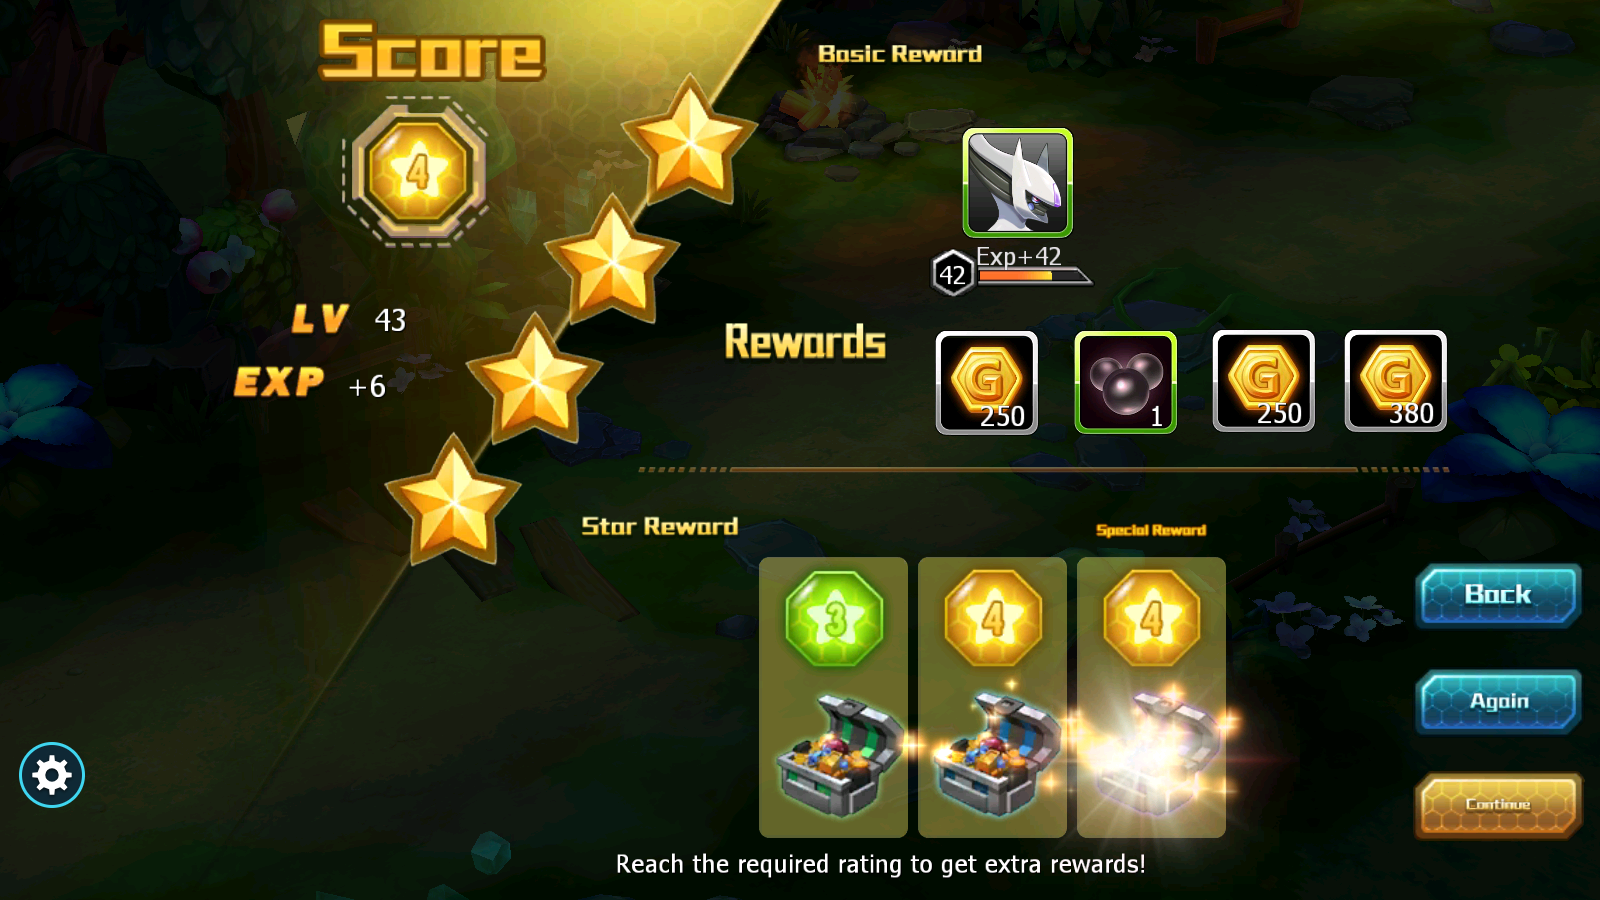 Score
4
LV 43
EXP +6
Basic Reward
Exp+42
42
Rewards
G 250
1
G 250
G 380
Star Reward
Special Reward
3
4
4
Back
Again
Continue
Reach the required rating to get extra rewards!